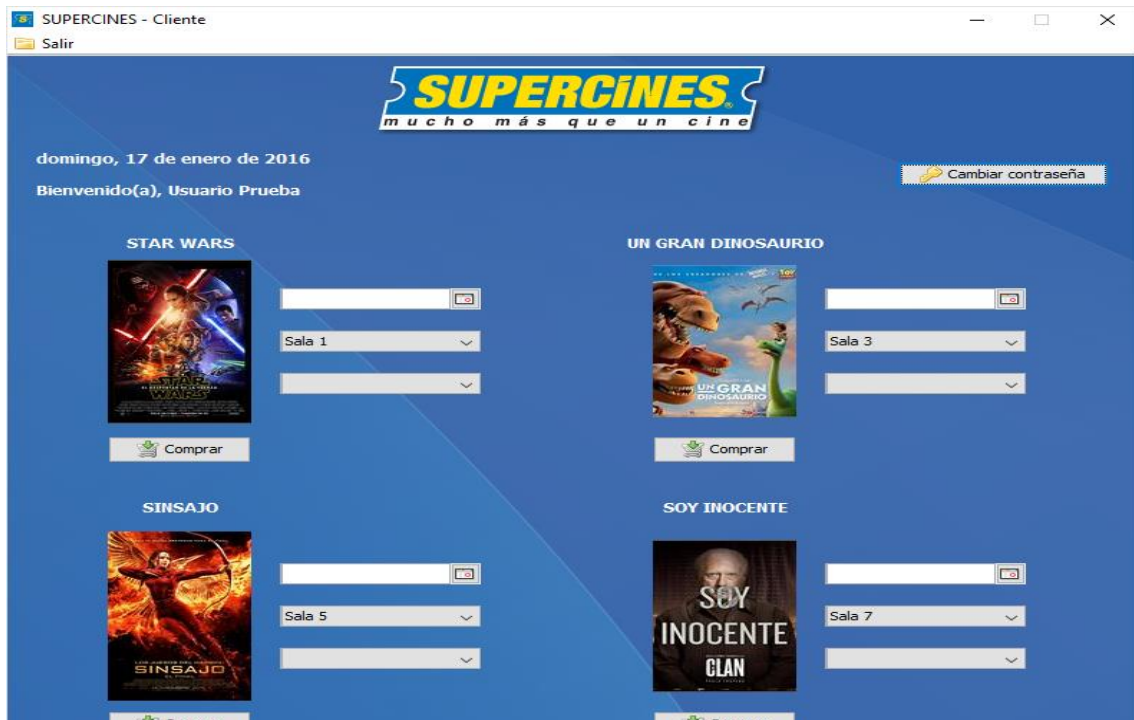 SUPERCINES - Cliente
Salir
SUPERCiNES®
mucho más que un cine
domingo, 17 de enero de 2016
Cambiar contraseña
Bienvenido(a), Usuario Prueba
STAR WARS
Sala 1
STAR
WARS
Comprar
UN GRAN DINOSAURIO
Sala 3
UN GRAN
DINOSAURIO
Comprar
SINSAJO
Sala 5
SINSAJO
EL FINAL
SOY INOCENTE
Sala 7
SOY
INOCENTE
CLAN